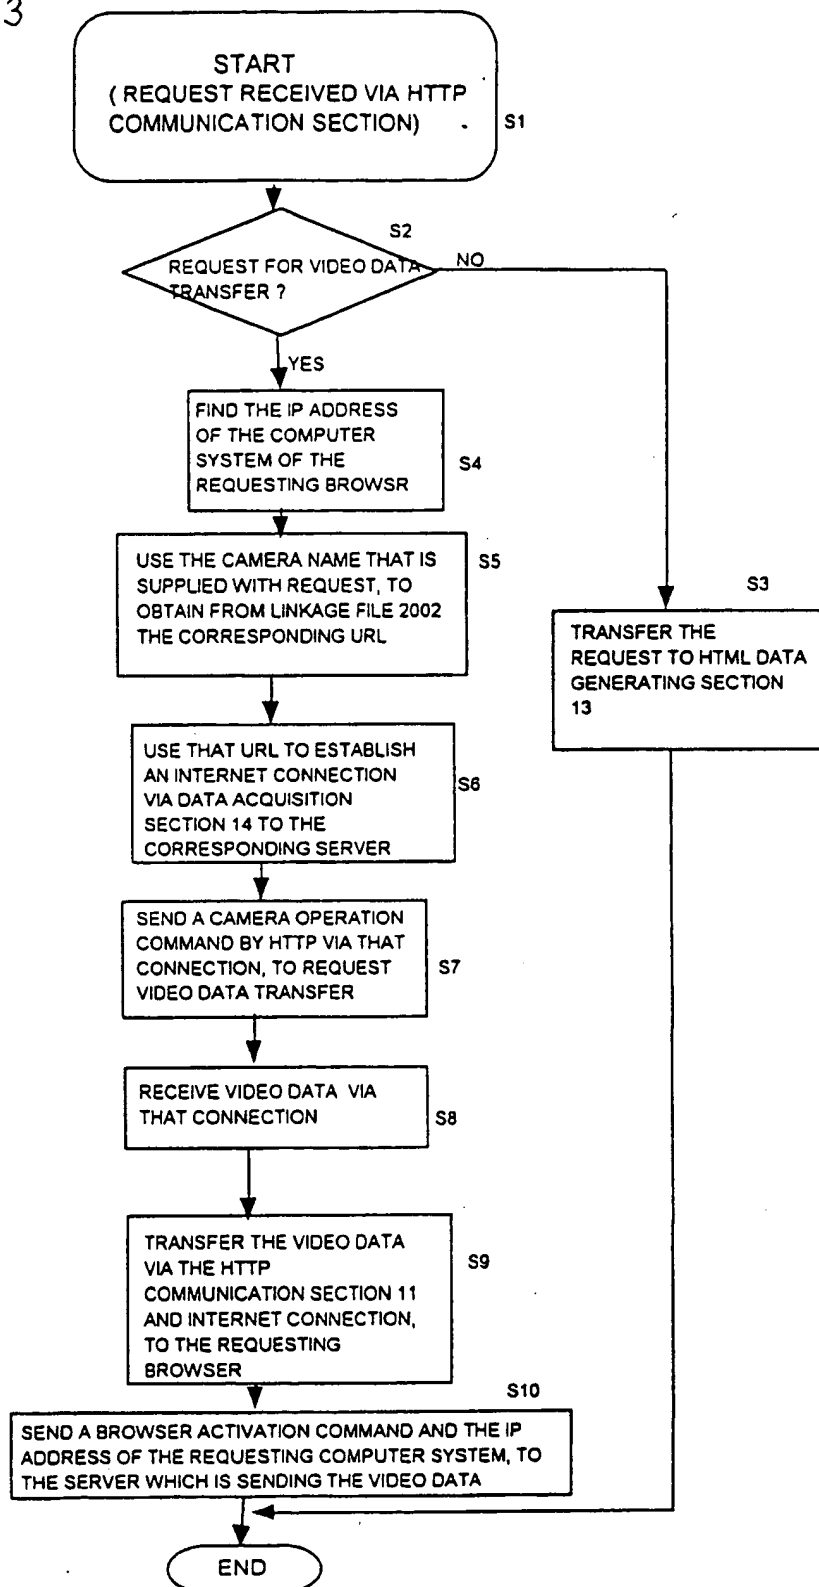 3
START
( REQUEST RECEIVED VIA HTTP
COMMUNICATION SECTION)
S1
S2
REQUEST FOR VIDEO DATA
TRANSFER ?
NO
YES
FIND THE IP ADDRESS
OF THE COMPUTER
SYSTEM OF THE
REQUESTING BROWSR
S4
USE THE CAMERA NAME THAT IS
SUPPLIED WITH REQUEST, TO
OBTAIN FROM LINKAGE FILE 2002
THE CORRESPONDING URL
S5
S3
TRANSFER THE
REQUEST TO HTML DATA
GENERATING SECTION
13
USE THAT URL TO ESTABLISH
AN INTERNET CONNECTION
VIA DATA ACQUISITION
SECTION 14 TO THE
CORRESPONDING SERVER
S6
SEND A CAMERA OPERATION
COMMAND BY HTTP VIA THAT
CONNECTION, TO REQUEST
VIDEO DATA TRANSFER
S7
RECEIVE VIDEO DATA VIA
THAT CONNECTION
S8
TRANSFER THE VIDEO DATA
VIA THE HTTP
COMMUNICATION SECTION 11
AND INTERNET CONNECTION,
TO THE REQUESTING
BROWSER
S9
S10
SEND A BROWSER ACTIVATION COMMAND AND THE IP
ADDRESS OF THE REQUESTING COMPUTER SYSTEM, TO
THE SERVER WHICH IS SENDING THE VIDEO DATA
END